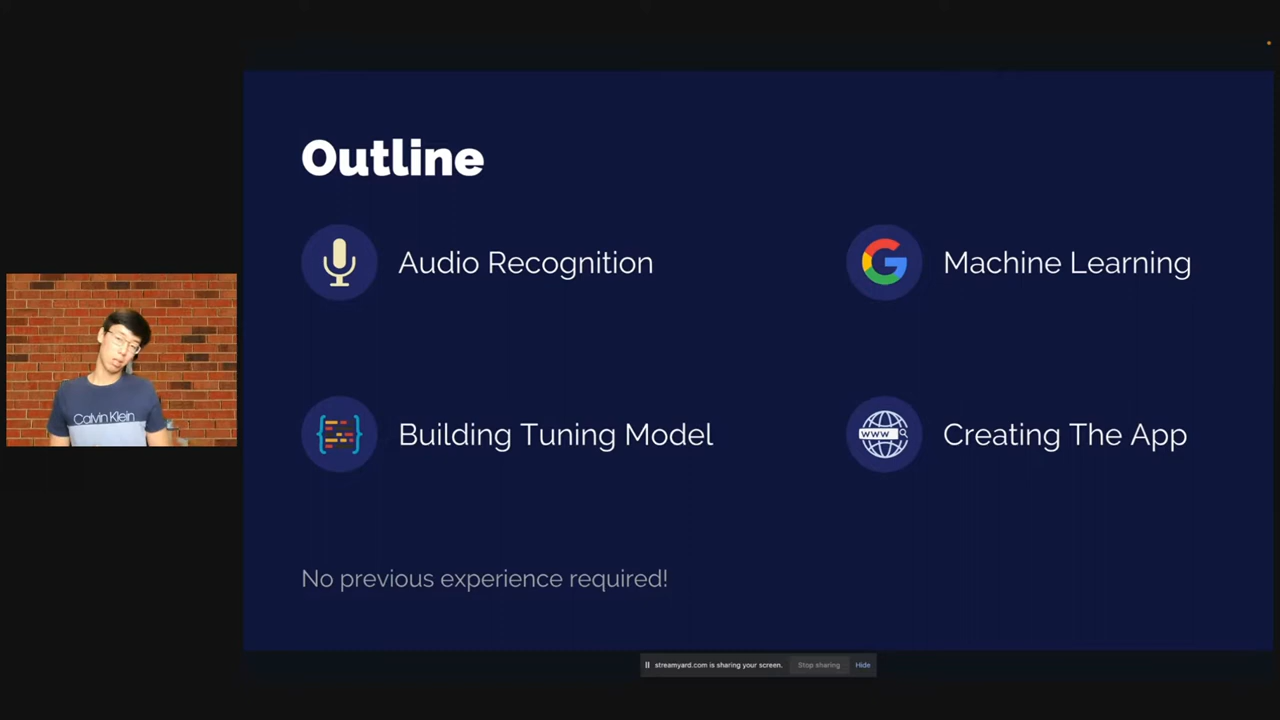 Outline
Audio Recognition
Machine Learning
Building Tuning Model
WWW
Creating The App
No previous experience required!
Calvin Klein
streamyard.com is sharing your screen.
Stop sharing
Hide